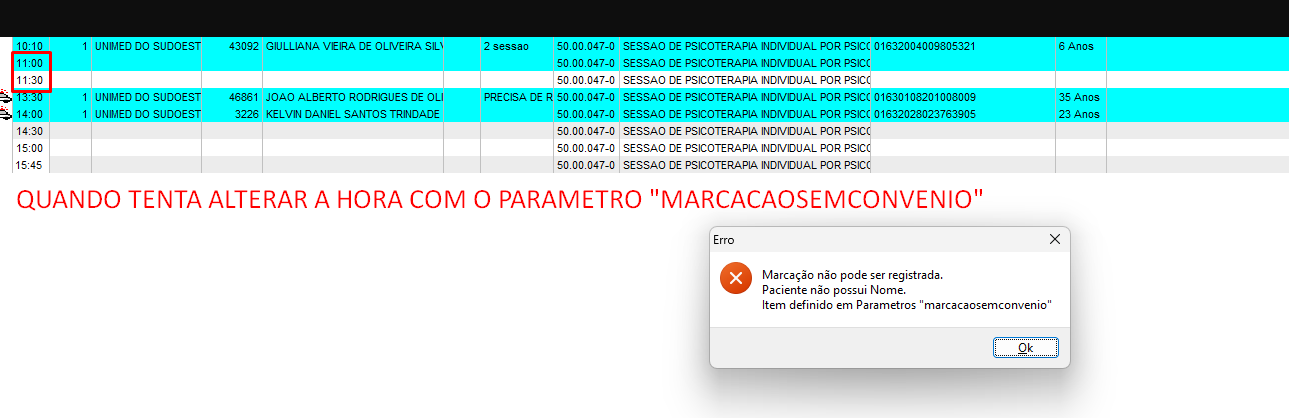 10:10 1 UNIMED DO SUDOEST 43092 GIULLIANA VIEIRA DE OLIVEIRA SILV 2 sessao 50.00.047-0 SESSAO DE PSICOTERAPIA INDIVIDUAL POR PSICO 01632004009805321 6 Anos
11:00 50.00.047-0 SESSAO DE PSICOTERAPIA INDIVIDUAL POR PSICO
11:30 50.00.047-0 SESSAO DE PSICOTERAPIA INDIVIDUAL POR PSICO
13:30 1 UNIMED DO SUDOEST 46861 JOAO ALBERTO RODRIGUES DE OLI PRECISA DE R 50.00.047-0 SESSAO DE PSICOTERAPIA INDIVIDUAL POR PSICO 01630108201008009 35 Anos
14:00 1 UNIMED DO SUDOEST 3226 KELVIN DANIEL SANTOS TRINDADE 50.00.047-0 SESSAO DE PSICOTERAPIA INDIVIDUAL POR PSICO 01632028023763905 23 Anos
14:30 50.00.047-0 SESSAO DE PSICOTERAPIA INDIVIDUAL POR PSICO
15:00 50.00.047-0 SESSAO DE PSICOTERAPIA INDIVIDUAL POR PSICO
15:45 50.00.047-0 SESSAO DE PSICOTERAPIA INDIVIDUAL POR PSICO
QUANDO TENTA ALTERAR A HORA COM O PARAMETRO "MARCACAOSEMCONVENIO"
Erro
Marcação não pode ser registrada.
Paciente não possui Nome.
Item definido em Parametros "marcacaosemconvenio"
Ok